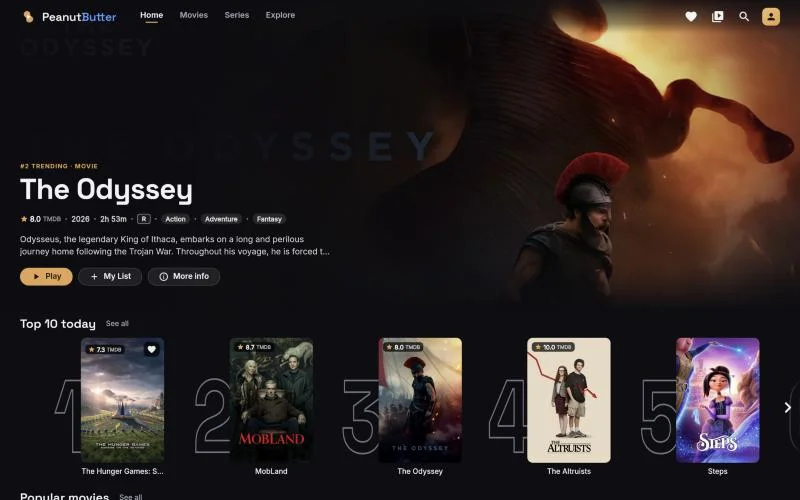 PeanutButter
Home
Movies
Series
Explore
ODYSSEY
THE ODYSSEY
#2 TRENDING · MOVIE
The Odyssey
8.0 TMDB · 2026 · 2h 53m · R · Action · Adventure · Fantasy
Odysseus, the legendary King of Ithaca, embarks on a long and perilous
journey home following the Trojan War. Throughout his voyage, he is forced t...
Play
My List
More info
Top 10 today
See all
1
7.3 TMDB
THE HUNGER GAMES
The Hunger Games: S...
2
8.7 TMDB
MOBLAND
MobLand
3
8.0 TMDB
THE ODYSSEY
The Odyssey
4
10.0 TMDB
THE
ALTRUISTS
The Altruists
5
STEPS
Steps
Popular movies
See all